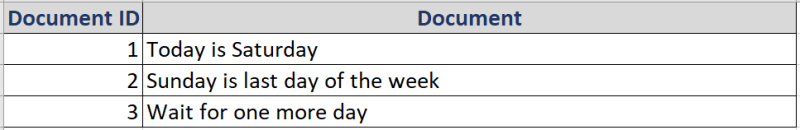 Document ID Document
1 Today is Saturday
2 Sunday is last day of the week
3 Wait for one more day